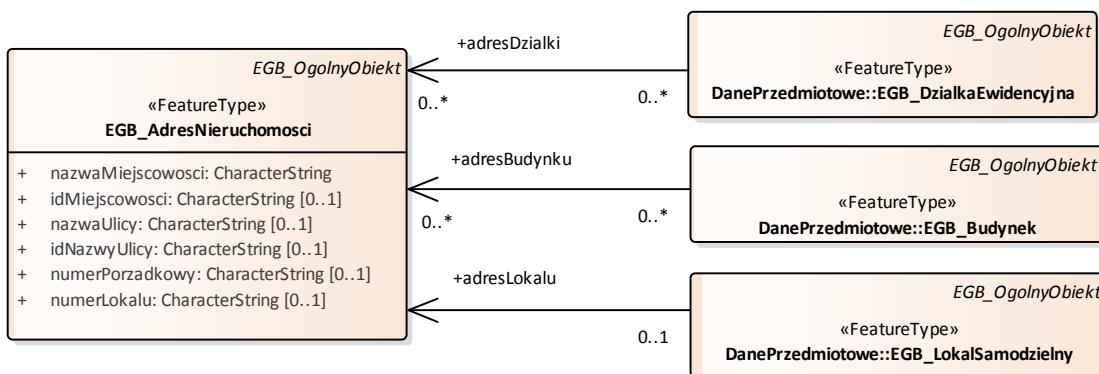 EGB_OgolnyObiekt
«FeatureType»
EGB_AdresNieruchomosci
+ nazwaMiejscowosci: CharacterString
+ idMiejscowosci: CharacterString [0..1]
+ nazwaUlicy: CharacterString [0..1]
+ idNazwyUlicy: CharacterString [0..1]
+ numerPorzadkowy: CharacterString [0..1]
+ numerLokalu: CharacterString [0..1]
+adresDzialki
0..*
0..*
EGB_OgolnyObiekt
«FeatureType»
DanePrzedmiotowe::EGB_DzialkaEwidencyjna
+adresBudynku
0..*
0..*
EGB_OgolnyObiekt
«FeatureType»
DanePrzedmiotowe::EGB_Budynek
+adresLokalu
0..1
EGB_OgolnyObiekt
«FeatureType»
DanePrzedmiotowe::EGB_LokalSamodzielny